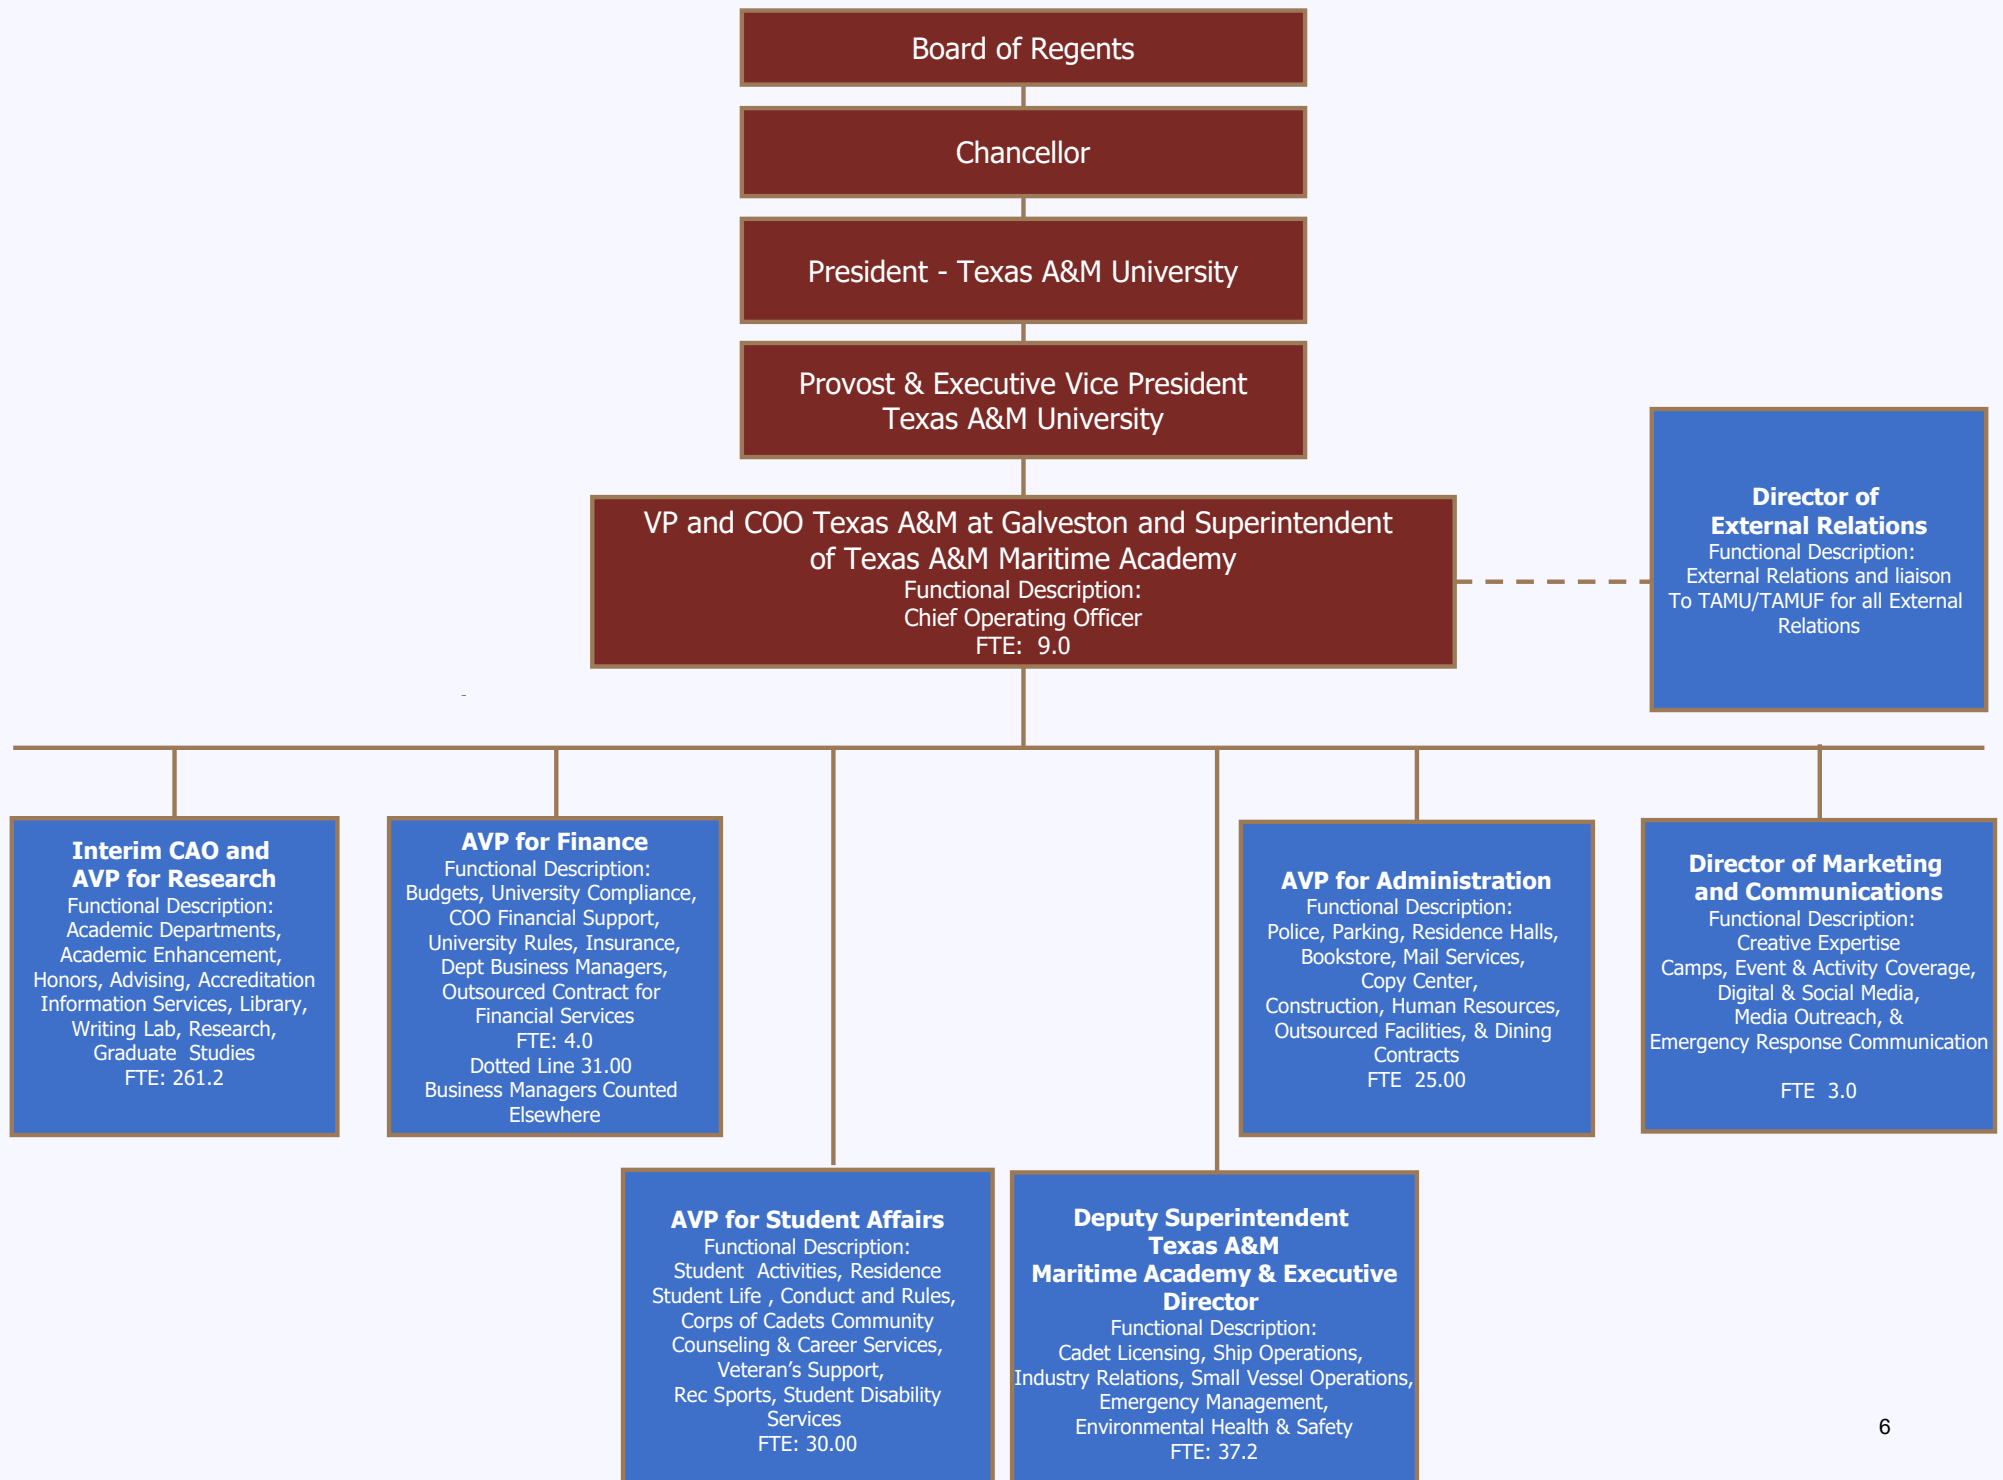 Board of Regents
Chancellor
President - Texas A&M University
Provost & Executive Vice President
Texas A&M University
VP and COO Texas A&M at Galveston and Superintendent
of Texas A&M Maritime Academy
Functional Description:
Chief Operating Officer
FTE: 9.0
Director of
External Relations
Functional Description:
External Relations and liaison
To TAMU/TAMUF for all External
Relations
Interim CAO and
AVP for Research
Functional Description:
Academic Departments,
Academic Enhancement,
Honors, Advising, Accreditation
Information Services, Library,
Writing Lab, Research,
Graduate Studies
FTE: 261.2
AVP for Finance
Functional Description:
Budgets, University Compliance,
COO Financial Support,
University Rules, Insurance,
Dept Business Managers,
Outsourced Contract for
Financial Services
FTE: 4.0
Dotted Line 31.00
Business Managers Counted
Elsewhere
AVP for Administration
Functional Description:
Police, Parking, Residence Halls,
Bookstore, Mail Services,
Copy Center,
Construction, Human Resources,
Outsourced Facilities, & Dining
Contracts
FTE 25.00
Director of Marketing
and Communications
Functional Description:
Creative Expertise
Camps, Event & Activity Coverage,
Digital & Social Media,
Media Outreach, &
Emergency Response Communication
FTE 3.0
AVP for Student Affairs
Functional Description:
Student Activities, Residence
Student Life , Conduct and Rules,
Corps of Cadets Community
Counseling & Career Services,
Veteran’s Support,
Rec Sports, Student Disability
Services
FTE: 30.00
Deputy Superintendent
Texas A&M
Maritime Academy & Executive
Director
Functional Description:
Cadet Licensing, Ship Operations,
Industry Relations, Small Vessel Operations,
Emergency Management,
Environmental Health & Safety
FTE: 37.2
6